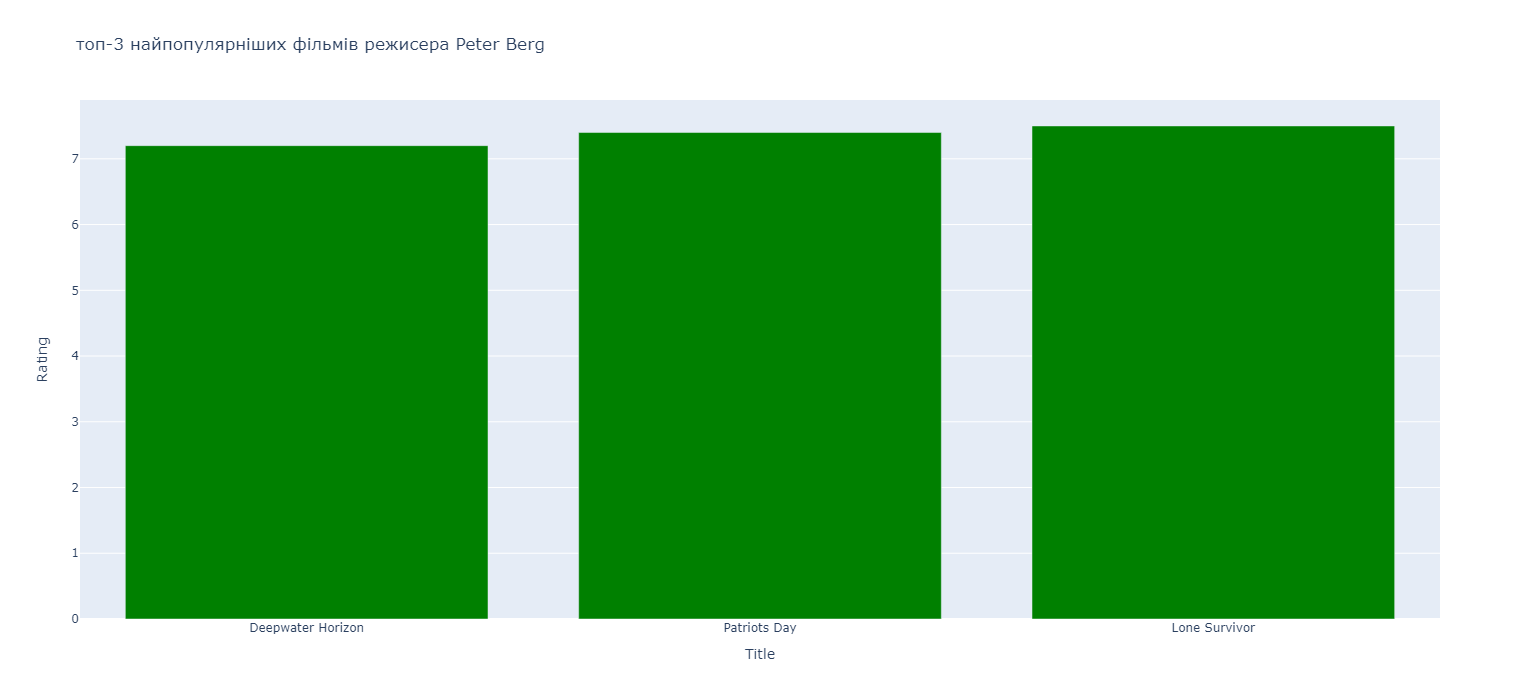 топ-3 найпопулярніших фільмів режисера Peter Berg
Rating
7
6
5
4
3
2
1
0
Deepwater Horizon
Patriots Day
Lone Survivor
Title